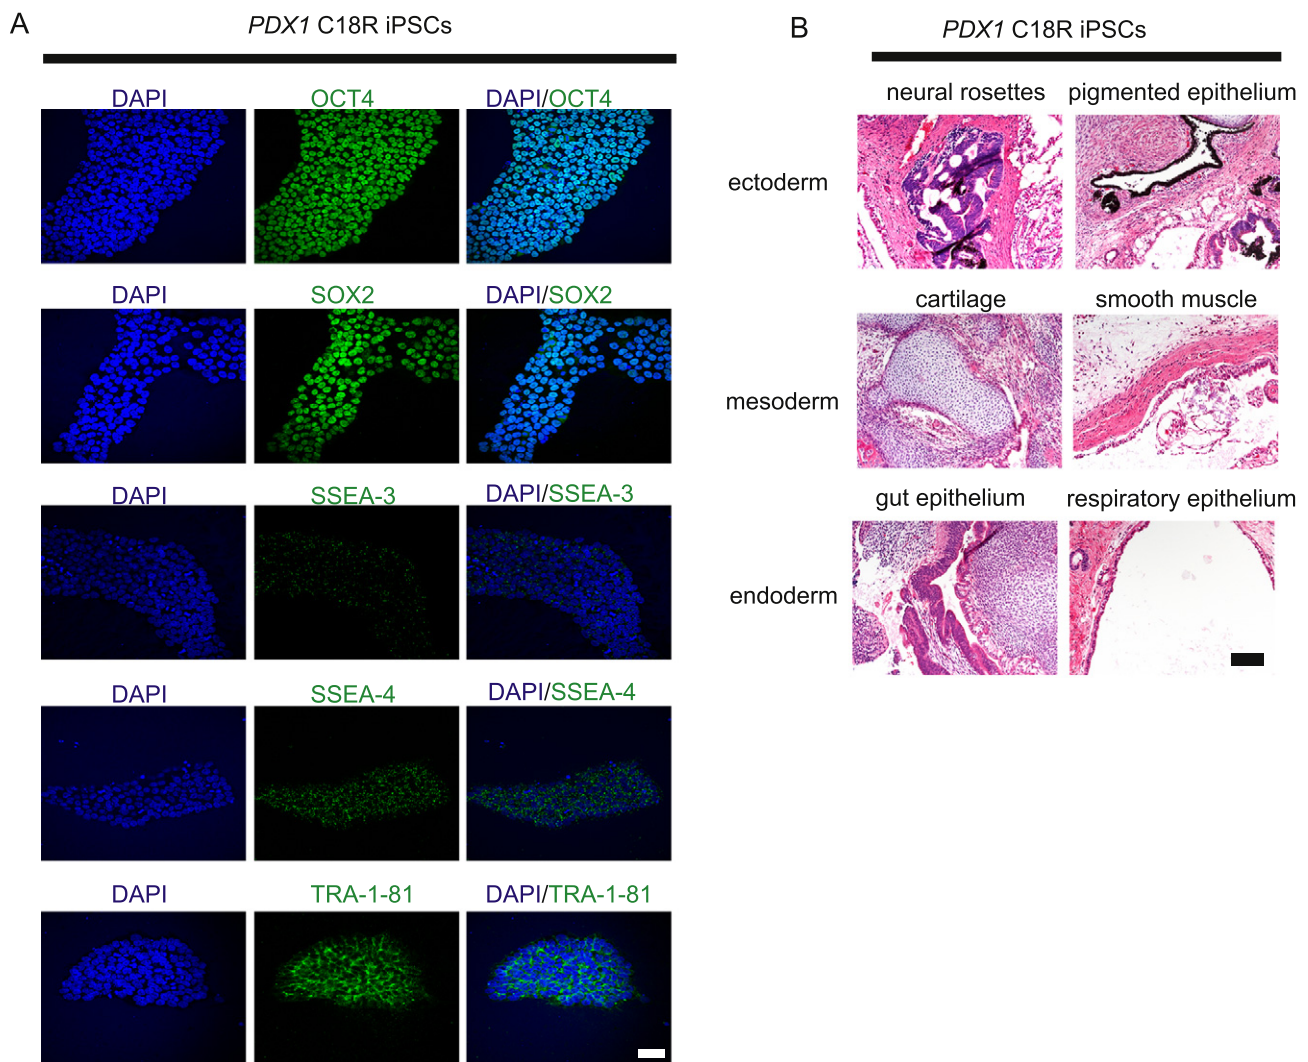 A
PDX1 C18R iPSCs
DAPI OCT4 DAPI/OCT4
DAPI SOX2 DAPI/SOX2
DAPI SSEA-3 DAPI/SSEA-3
DAPI SSEA-4 DAPI/SSEA-4
DAPI TRA-1-81 DAPI/TRA-1-81
B
PDX1 C18R iPSCs
neural rosettes pigmented epithelium
ectoderm
cartilage smooth muscle
mesoderm
gut epithelium respiratory epithelium
endoderm